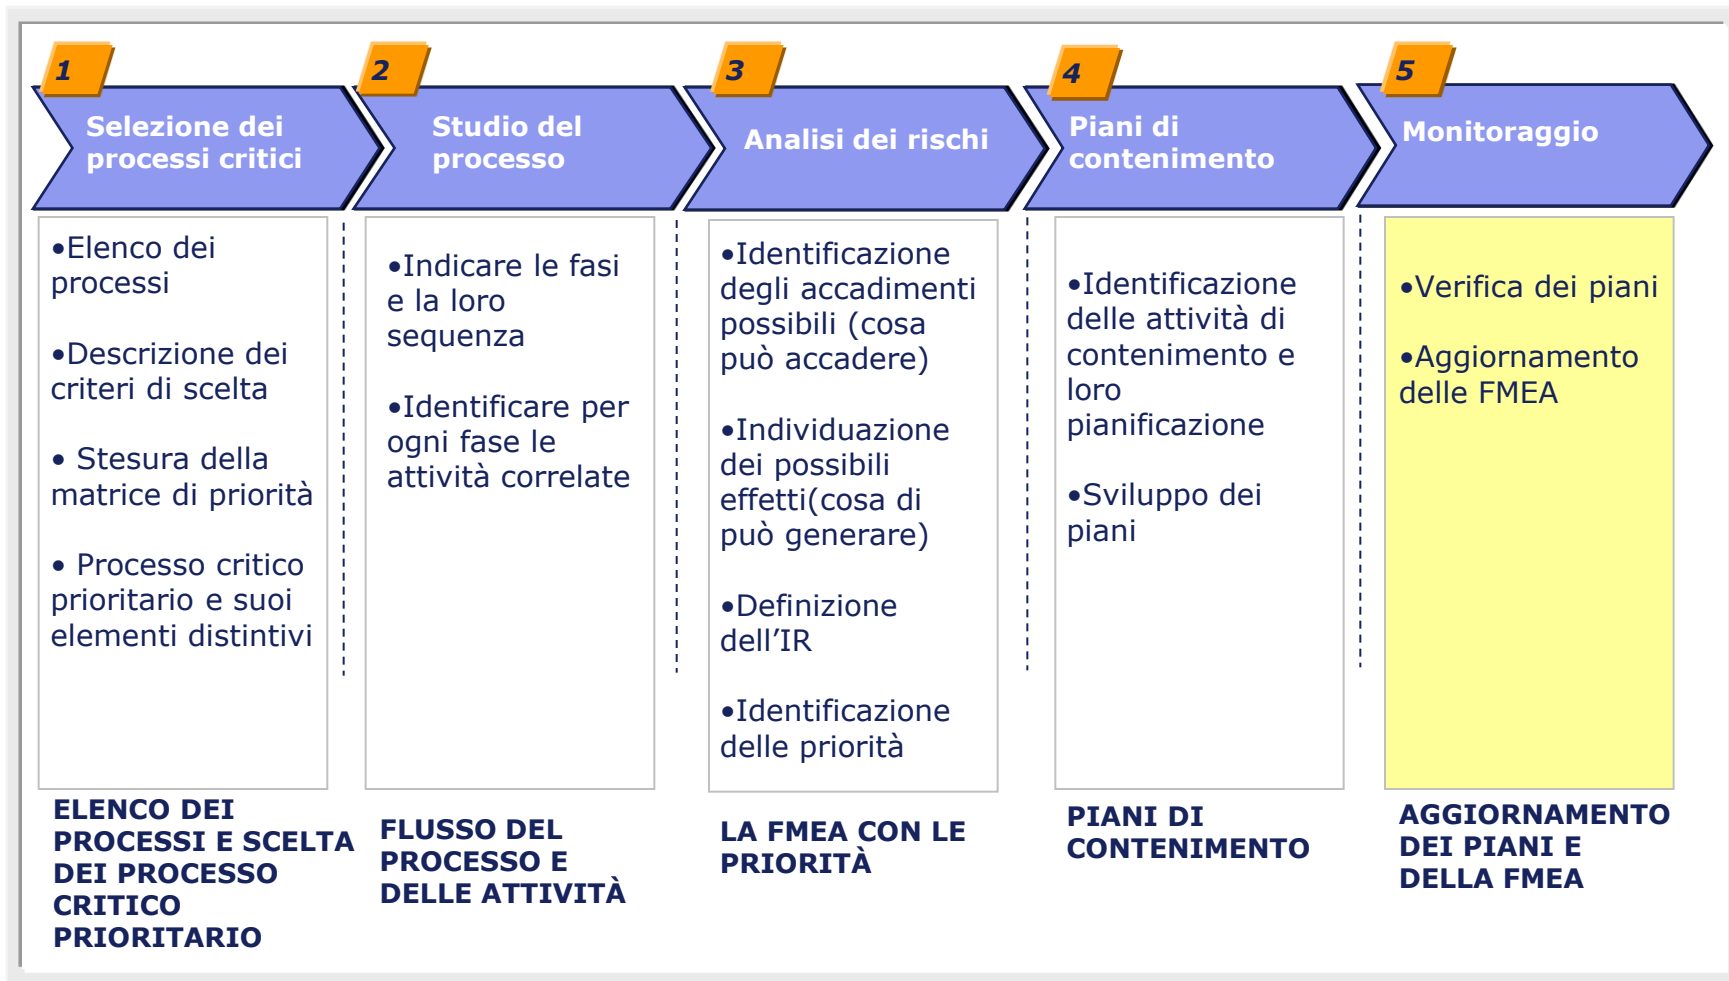 1
Selezione dei
processi critici
•Elenco dei
processi
•Descrizione dei
criteri di scelta
• Stesura della
matrice di priorità
• Processo critico
prioritario e suoi
elementi distintivi
ELENCO DEI
PROCESSI E SCELTA
DEI PROCESSO
CRITICO
PRIORITARIO
2
Studio del
processo
•Indicare le fasi
e la loro
sequenza
•Identificare per
ogni fase le
attività correlate
FLUSSO DEL
PROCESSO E
DELLE ATTIVITÀ
3
Analisi dei rischi
•Identificazione
degli accadimenti
possibili (cosa
può accadere)
•Individuazione
dei possibili
effetti(cosa di
può generare)
•Definizione
dell’IR
•Identificazione
delle priorità
LA FMEA CON LE
PRIORITÀ
4
Piani di
contenimento
•Identificazione
delle attività di
contenimento e
loro
pianificazione
•Sviluppo dei
piani
PIANI DI
CONTENIMENTO
5
Monitoraggio
•Verifica dei piani
•Aggiornamento
delle FMEA
AGGIORNAMENTO
DEI PIANI E
DELLA FMEA